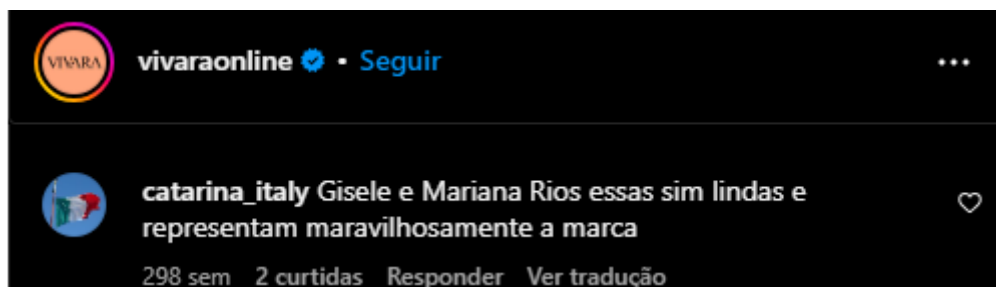 VIVARA
vivaraonline • Seguir
catarina_italy Gisele e Mariana Rios essas sim lindas e
representam maravilhosamente a marca
298 sem 2 curtidas Responder Ver tradução